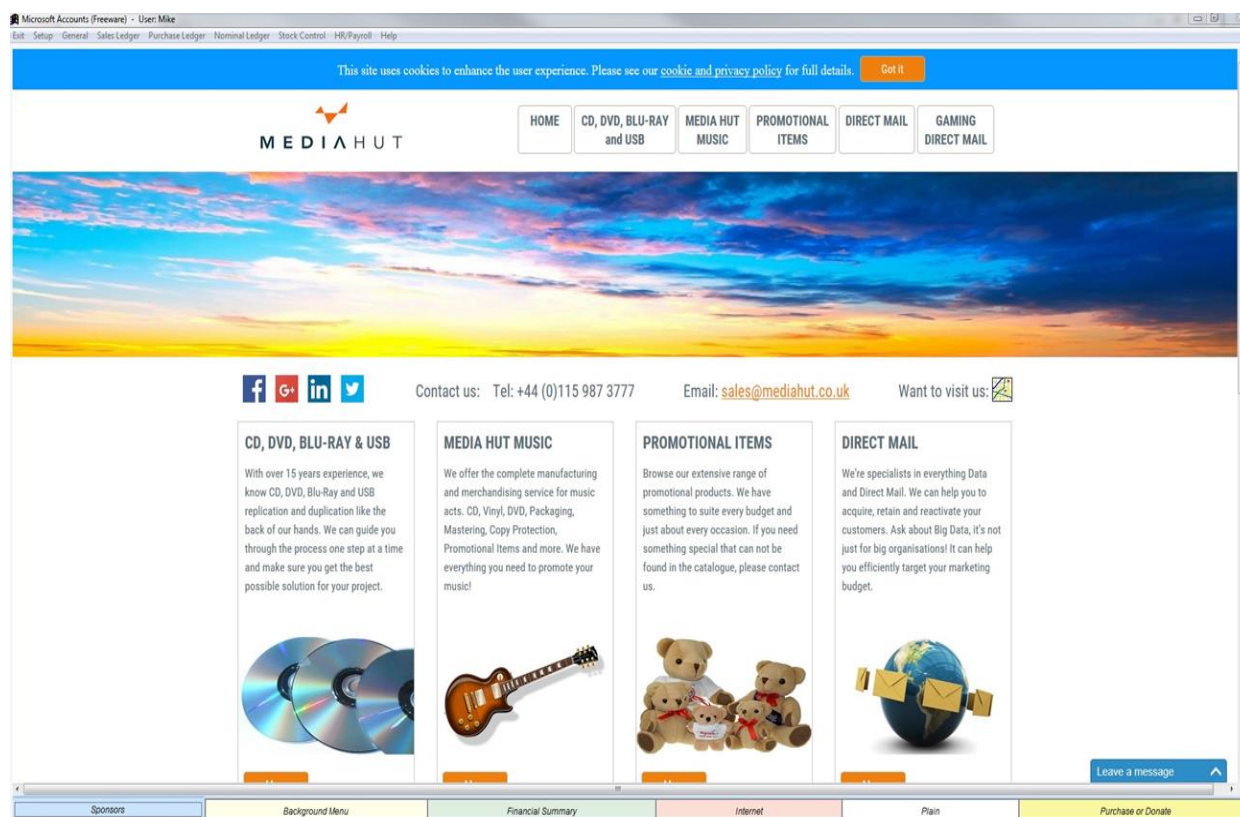 Microsoft Accounts (Freeware) - User: Mike
Exit Setup General Sales Ledger Purchase Ledger Nominal Ledger Stock Control HR/Payroll Help
This site uses cookies to enhance the user experience. Please see our cookie and privacy policy for full details. Got it
MEDIAHUT
HOME
CD, DVD, BLU-RAY
and USB
MEDIA HUT
MUSIC
PROMOTIONAL
ITEMS
DIRECT MAIL
GAMING
DIRECT MAIL
Contact us: Tel: +44 (0)115 987 3777 Email: sales@mediahut.co.uk Want to visit us:
CD, DVD, BLU-RAY & USB
With over 15 years experience, we
know CD, DVD, Blu-Ray and USB
replication and duplication like the
back of our hands. We can guide you
through the process one step at a time
and make sure you get the best
possible solution for your project.
MEDIA HUT MUSIC
We offer the complete manufacturing
and merchandising service for music
acts. CD, Vinyl, DVD, Packaging,
Mastering, Copy Protection,
Promotional Items and more. We have
everything you need to promote your
music!
PROMOTIONAL ITEMS
Browse our extensive range of
promotional products. We have
something to suite every budget and
just about every occasion. If you need
something special that can not be
found in the catalogue, please contact
us.
DIRECT MAIL
We're specialists in everything Data
and Direct Mail. We can help you to
acquire, retain and reactivate your
customers. Ask about Big Data, it's not
just for big organisations! It can help
you efficiently target your marketing
budget.
Leave a message
Sponsors
Background Menu
Financial Summary
Internet
Plain
Purchase or Donate